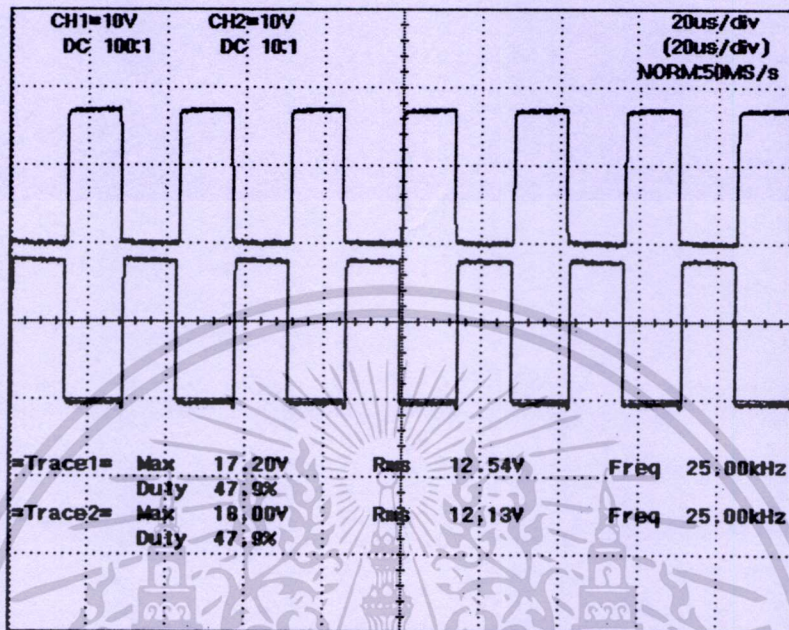 CH1=10V CH2=10V 20us/div
DC 100:1 DC 10:1 (20us/div)
NORM:50MS/s
=Trace1= Max 17.20V Rms 12.54V Freq 25.00kHz
Duty 47.9%
=Trace2= Max 18.00V Rms 12.13V Freq 25.00kHz
Duty 47.9%